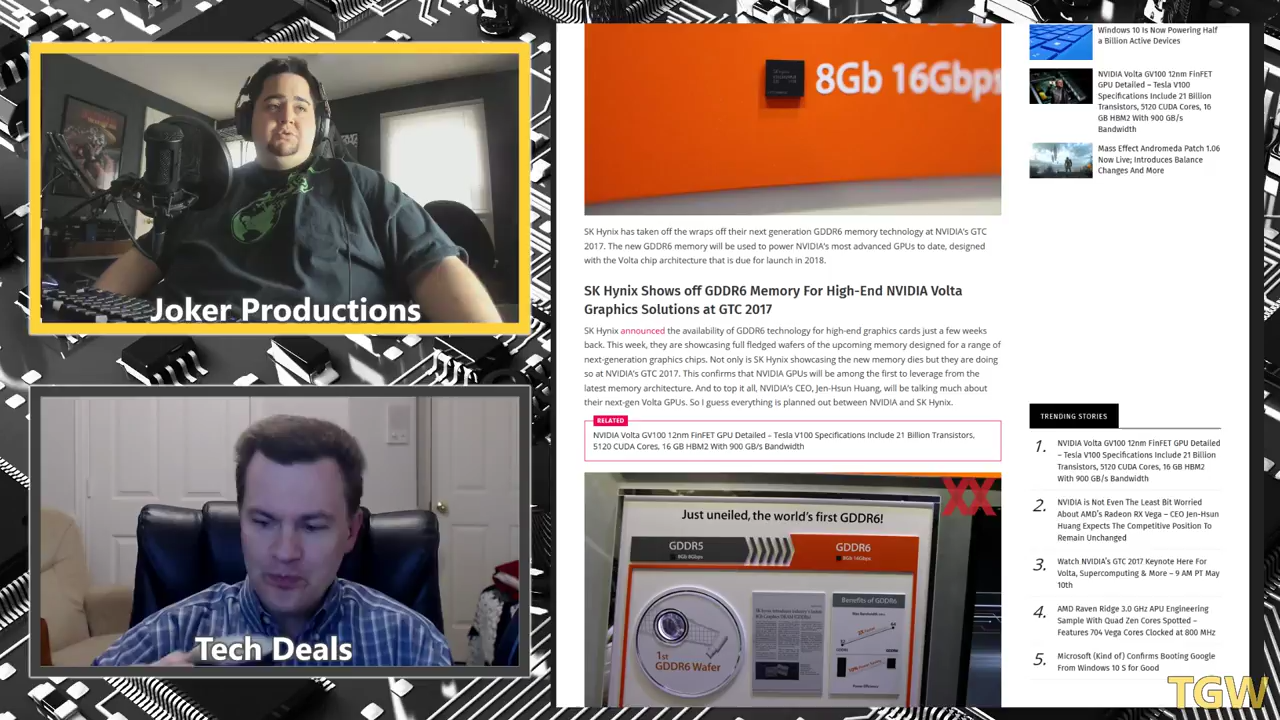 Joker Productions
Tech Deals
8Gb 16Gbps
SK Hynix has taken off the wraps off their next generation GDDR6 memory technology at NVIDIA's GTC
2017. The new GDDR6 memory will be used to power NVIDIA's most advanced GPUs to date, designed
with the Volta chip architecture that is due for launch in 2018.
SK Hynix Shows off GDDR6 Memory For High-End NVIDIA Volta
Graphics Solutions at GTC 2017
SK Hynix announced the availability of GDDR6 technology for high-end graphics cards just a few weeks
back. This week, they are showcasing full fledged wafers of the upcoming memory designed for a range of
next-generation graphics chips. Not only is SK Hynix showcasing the new memory dies but they are doing
so at NVIDIA's GTC 2017. This confirms that NVIDIA GPUs will be among the first to leverage from the
latest memory architecture. And to top it all, NVIDIA's CEO, Jen-Hsun Huang, will be talking much about
their next-gen Volta GPUs. So I guess everything is planned out between NVIDIA and SK Hynix.
RELATED
NVIDIA Volta GV100 12nm FinFET GPU Detailed – Tesla V100 Specifications Include 21 Billion Transistors,
5120 CUDA Cores, 16 GB HBM2 With 900 GB/s Bandwidth
Just uneiled, the world's first GDDR6!
GDDR5
GDDR6
1st
GDDR6 Wafer
Benefits of GDDR6
Windows 10 Is Now Powering Half
a Billion Active Devices
NVIDIA Volta GV100 12nm FinFET
GPU Detailed – Tesla V100
Specifications Include 21 Billion
Transistors, 5120 CUDA Cores, 16
GB HBM2 With 900 GB/s
Bandwidth
Mass Effect Andromeda Patch 1.06
Now Live; Introduces Balance
Changes And More
TRENDING STORIES
1. NVIDIA Volta GV100 12nm FinFET GPU Detailed
– Tesla V100 Specifications Include 21 Billion
Transistors, 5120 CUDA Cores, 16 GB HBM2
With 900 GB/s Bandwidth
2. NVIDIA is Not Even The Least Bit Worried
About AMD's Radeon RX Vega – CEO Jen-Hsun
Huang Expects The Competitive Position To
Remain Unchanged
3. Watch NVIDIA's GTC 2017 Keynote Here For
Volta, Supercomputing & More – 9 AM PT May
10th
4. AMD Raven Ridge 3.0 GHz APU Engineering
Sample With Quad Zen Cores Spotted –
Features 704 Vega Cores Clocked at 800 MHz
5. Microsoft (Kind of) Confirms Booting Google
From Windows 10 S for Good
TGW